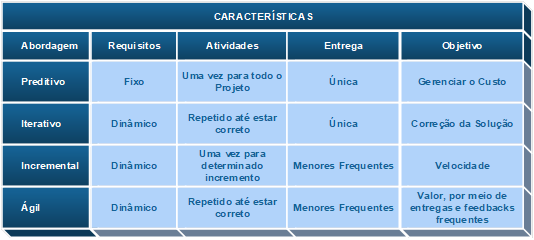 CARACTERÍSTICAS
Abordagem Requisitos Atividades Entrega Objetivo
Preditivo Fixo Uma vez para todo o Projeto Única Gerenciar o Custo
Iterativo Dinâmico Repetido até estar correto Única Correção da Solução
Incremental Dinâmico Uma vez para determinado incremento Menores Frequentes Velocidade
Ágil Dinâmico Repetido até estar correto Menores Frequentes Valor, por meio de entregas e feedbacks frequentes